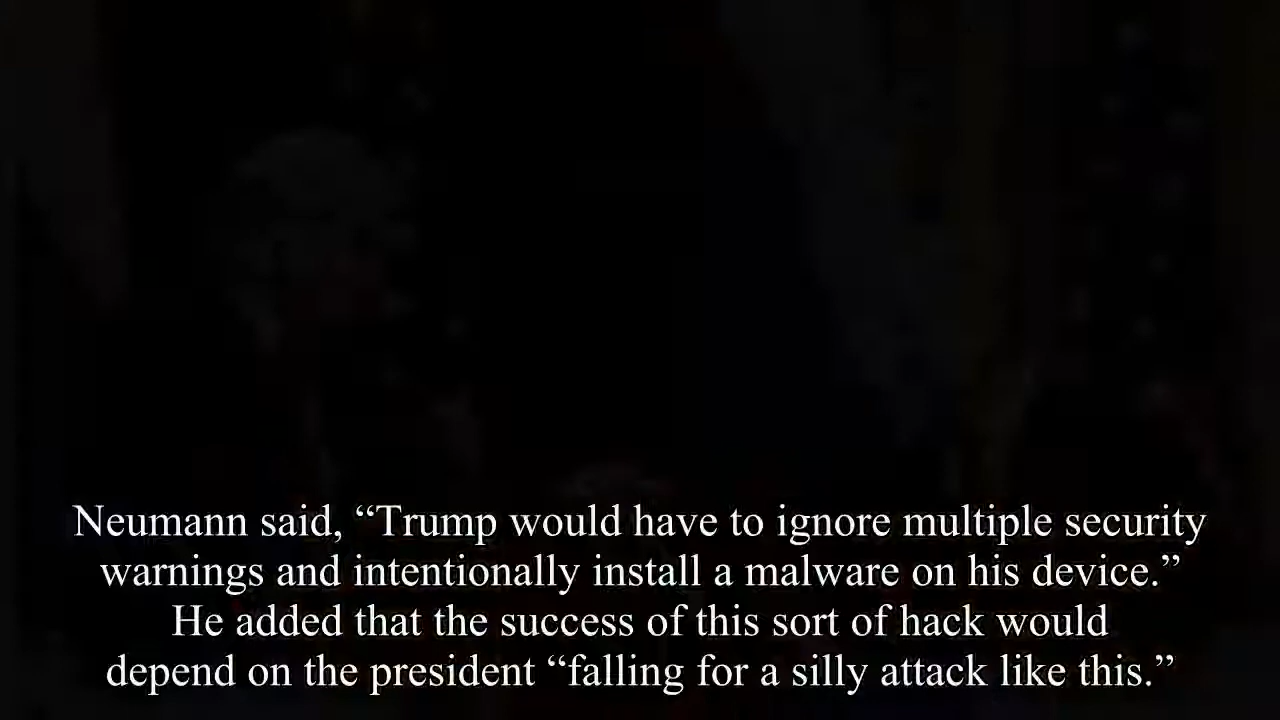 Neumann said, “Trump would have to ignore multiple security
warnings and intentionally install a malware on his device.”
He added that the success of this sort of hack would
depend on the president “falling for a silly attack like this.”